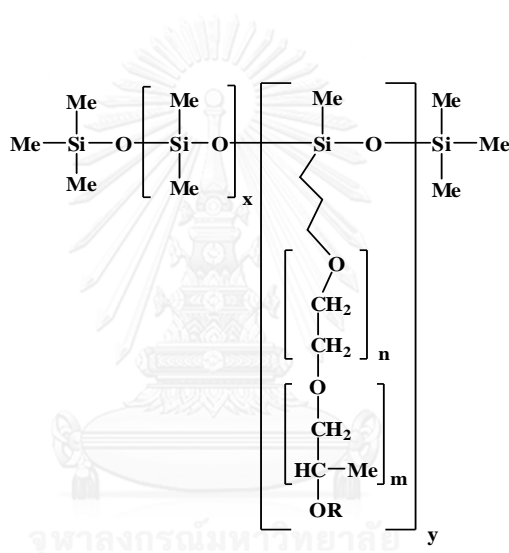 Me Me Me
Me Si O Si O Si O Si Me
Me Me Me
x
Me
O
CH₂
CH₂
n
O
CH₂
HC Me
m
OR
y
จุฬาลงกรณ์มหาวิทยาลัย